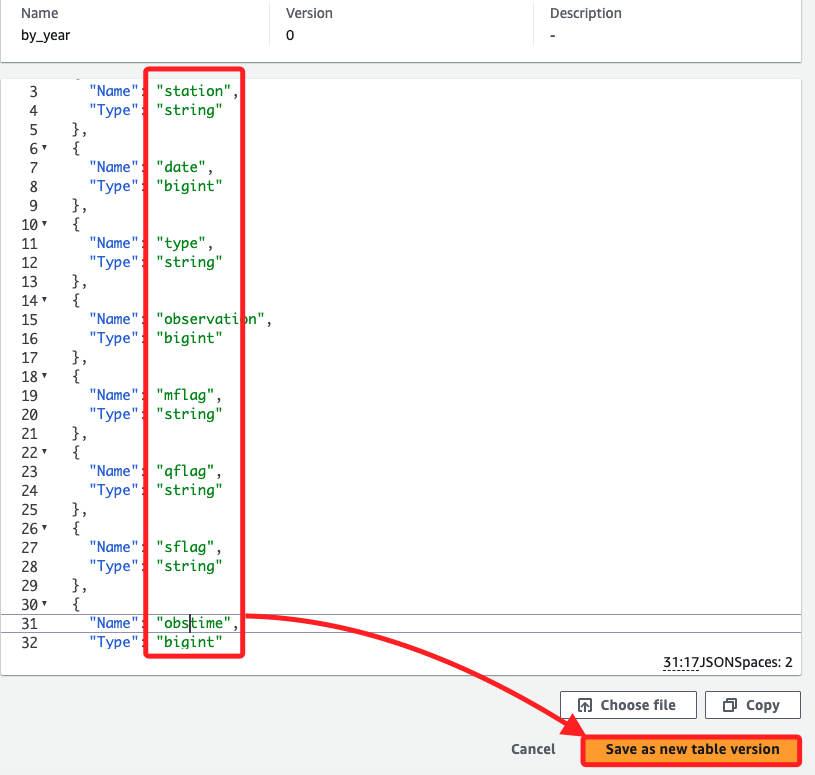 Name Version Description
by_year 0 -
3 "Name": "station",
4 "Type": "string"
5 },
6 {
7 "Name": "date",
8 "Type": "bigint"
9 },
10 {
11 "Name": "type",
12 "Type": "string"
13 },
14 {
15 "Name": "observation",
16 "Type": "bigint"
17 },
18 {
19 "Name": "mflag",
20 "Type": "string"
21 },
22 {
23 "Name": "qflag",
24 "Type": "string"
25 },
26 {
27 "Name": "sflag",
28 "Type": "string"
29 },
30 {
31 "Name": "obstime",
32 "Type": "bigint"
31:17JSONSpaces: 2
Choose file Copy
Cancel Save as new table version